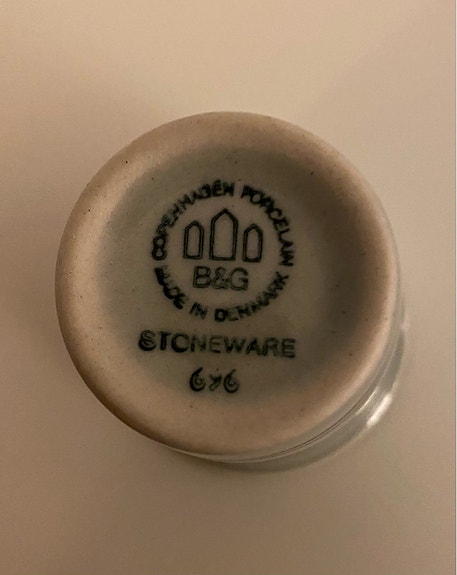 COPENHAGEN PORCELAIN
B&G
MADE IN DENMARK
STONEWARE